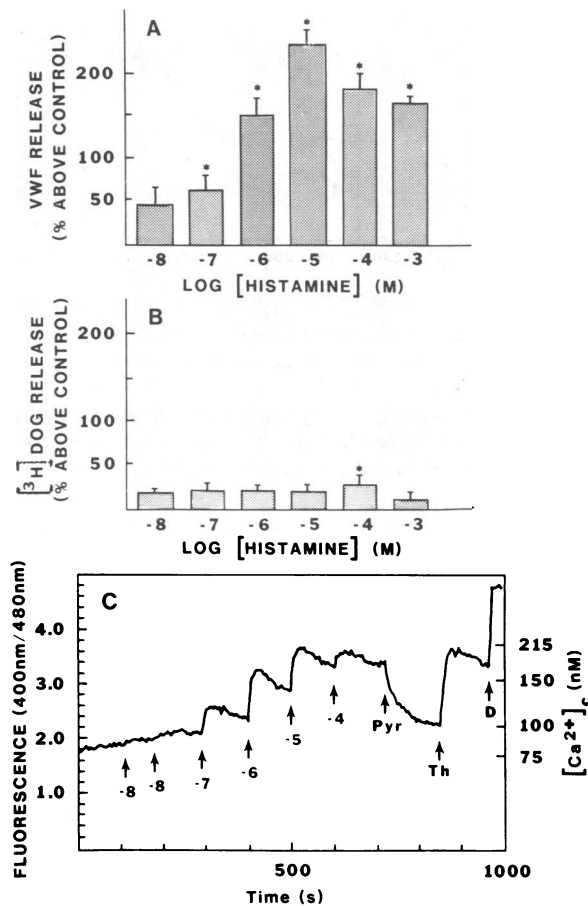 A
VWF RELEASE
(% ABOVE CONTROL)
200
100
50
* * * * *
-8 -7 -6 -5 -4 -3
LOG [HISTAMINE] (M)
B
[³H] DOG RELEASE
(% ABOVE CONTROL)
200
100
50
*
-8 -7 -6 -5 -4 -3
LOG [HISTAMINE] (M)
C
FLUORESCENCE (400nm/480nm)
4.0
3.0
2.0
1.0
215
150
100
75
[Ca²⁺]c (nM)
-8 -8 -7 -6 -5 -4 Pyr Th D
500 1000
Time (s)